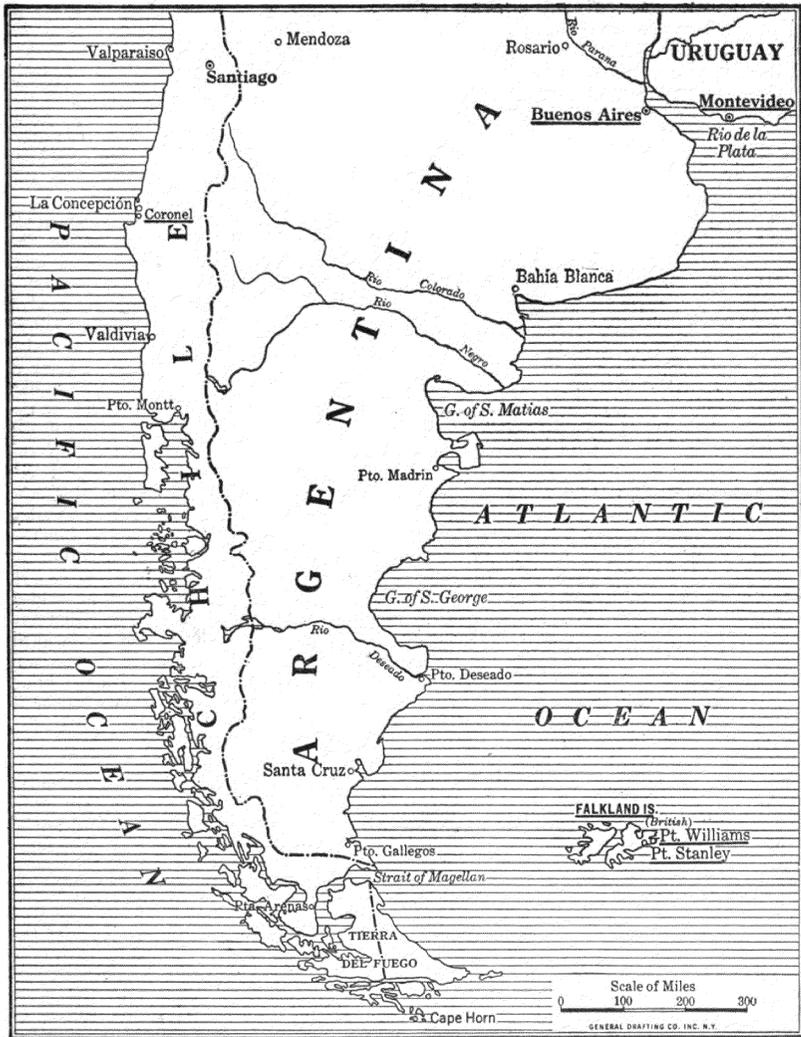 Valparaiso
Mendoza
Santiago
Rosario
Rio Parana
URUGUAY
Buenos Aires
Montevideo
Rio de la
Plata
La Concepción
Coronel
Bahía Blanca
Rio Colorado
Rio Negro
Valdivia
Pto. Montt
G. of S. Matias
Pto. Madrin
PACIFIC OCEAN
CHILE
ARGENTINA
ATLANTIC
OCEAN
G. of S. George
Rio Deseado
Pto. Deseado
Santa Cruz
Pto. Gallegos
FALKLAND IS.
(British)
Pt. Williams
Pt. Stanley
Strait of Magellan
Pta. Arenas
TIERRA
DEL FUEGO
Cape Horn
Scale of Miles
0 100 200 300
GENERAL DRAFTING CO. INC. N.Y.